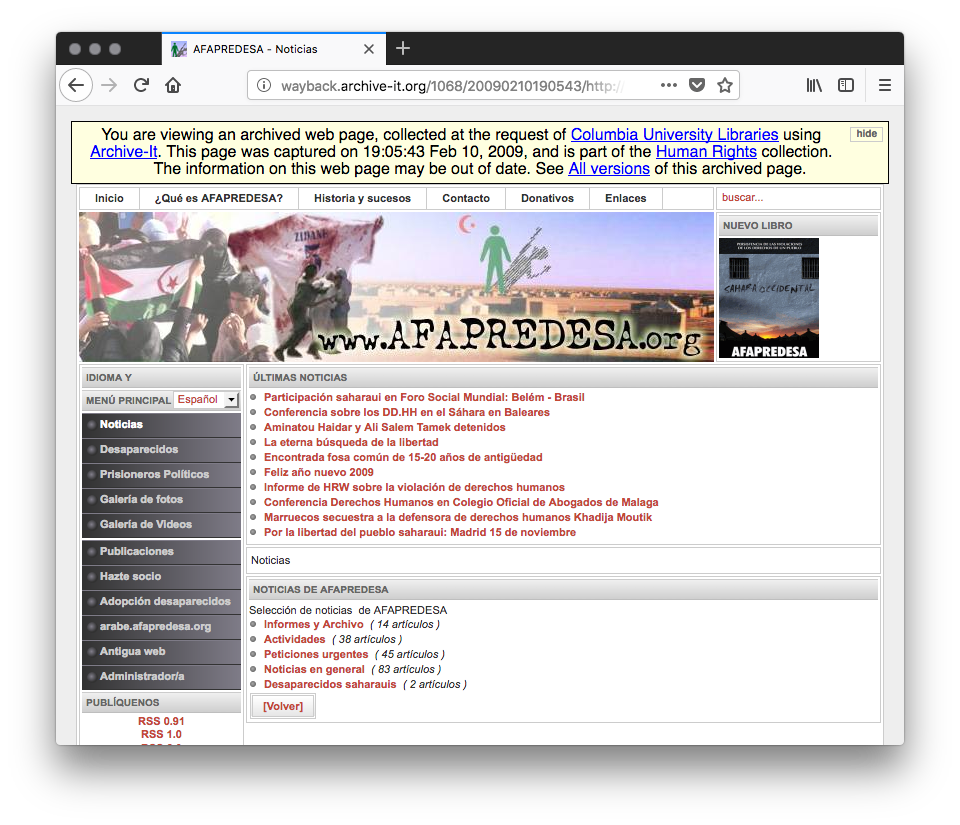 AFAPREDESA - Noticias
wayback.archive-it.org/1068/20090210190543/http:/
You are viewing an archived web page, collected at the request of Columbia University Libraries using
hide
Archive-It. This page was captured on 19:05:43 Feb 10, 2009, and is part of the Human Rights collection.
The information on this web page may be out of date. See All versions of this archived page.
Inicio ¿Qué es AFAPREDESA? Historia y sucesos Contacto Donativos Enlaces
buscar...
ZIDANE
www.AFAPREDESA.org
NUEVO LIBRO
PERSISTENCIA DE LAS VIOLACIONES
DE LOS DERECHOS DE UN PUEBLO
SAHARA OCCIDENTAL
AFAPREDESA
IDIOMA Y
MENÚ PRINCIPAL Español
Noticias
Desaparecidos
Prisioneros Políticos
Galería de fotos
Galería de Videos
Publicaciones
Hazte socio
Adopción desaparecidos
arabe.afapredesa.org
Antigua web
Administrador/a
PUBLÍQUENOS
RSS 0.91
RSS 1.0
ÚLTIMAS NOTICIAS
Participación saharaui en Foro Social Mundial: Belém - Brasil
Conferencia sobre los DD.HH en el Sáhara en Baleares
Aminatou Haidar y Ali Salem Tamek detenidos
La eterna búsqueda de la libertad
Encontrada fosa común de 15-20 años de antigüedad
Feliz año nuevo 2009
Informe de HRW sobre la violación de derechos humanos
Conferencia Derechos Humanos en Colegio Oficial de Abogados de Malaga
Marruecos secuestra a la defensora de derechos humanos Khadija Moutik
Por la libertad del pueblo saharaui: Madrid 15 de noviembre
Noticias
NOTICIAS DE AFAPREDESA
Selección de noticias de AFAPREDESA
Informes y Archivo ( 14 artículos )
Actividades ( 38 artículos )
Peticiones urgentes ( 45 artículos )
Noticias en general ( 83 artículos )
Desaparecidos saharauis ( 2 artículos )
[Volver]